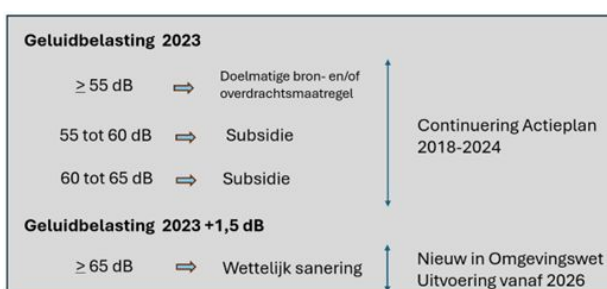 Geluidbelasting 2023
≥ 55 dB
Doelmatige bron- en/of
overdrachtsmaatregel
55 tot 60 dB
Subsidie
60 tot 65 dB
Subsidie
Continuering Actieplan
2018-2024
Geluidbelasting 2023 +1,5 dB
≥ 65 dB
Wettelijk sanering
Nieuw in Omgevingswet
Uitvoering vanaf 2026